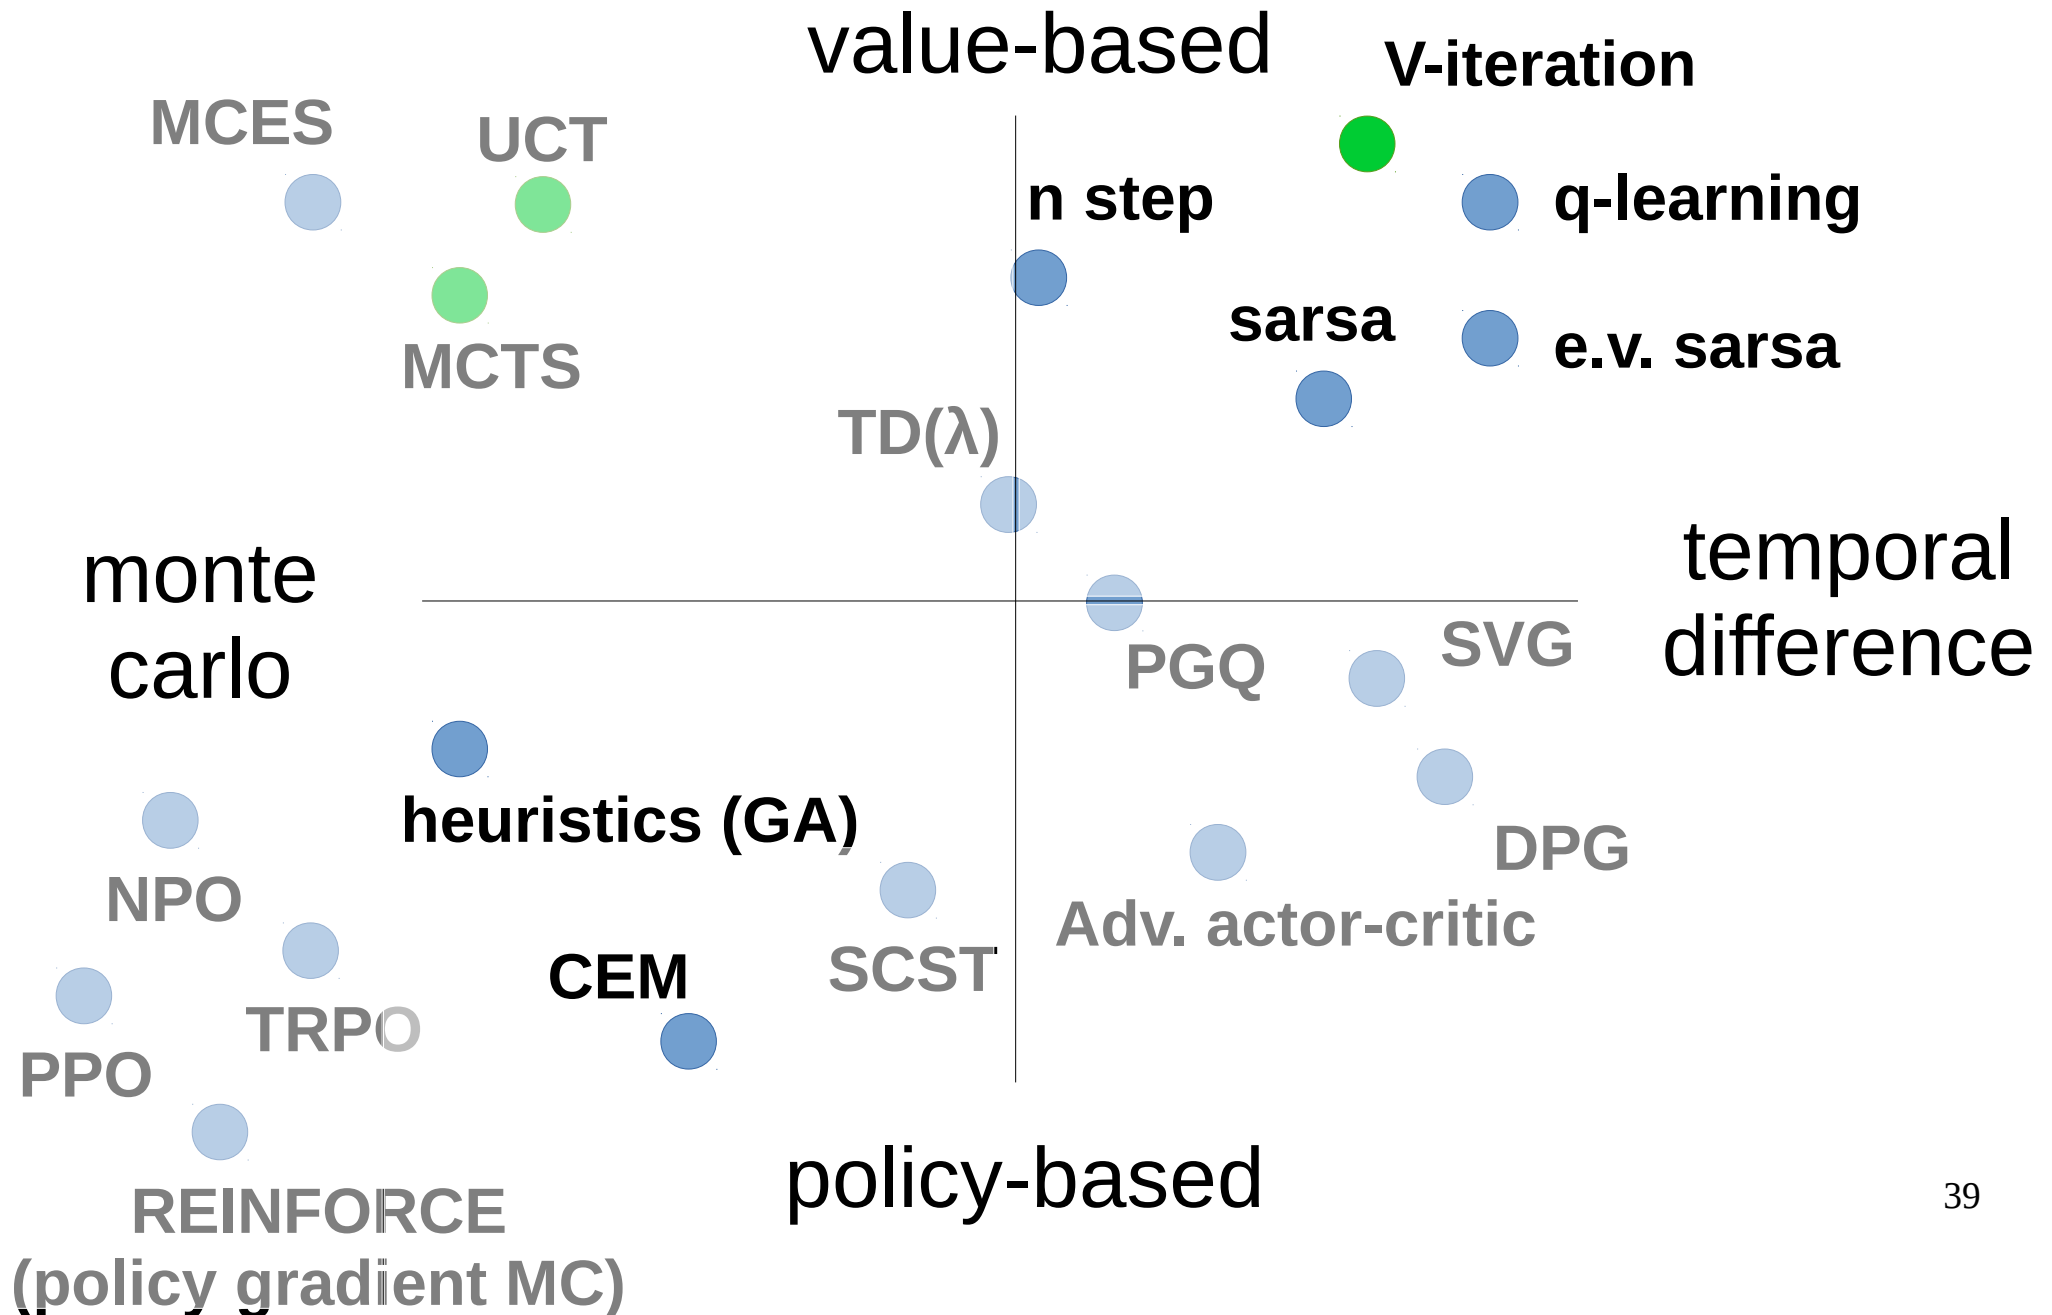 value-based
V-iteration
MCES
UCT
n step
q-learning
sarsa
e.v. sarsa
MCTS
TD(λ)
monte
carlo
temporal
difference
SVG
PGQ
heuristics (GA)
DPG
NPO
Adv. actor-critic
SCST
CEM
TRPO
PPO
policy-based
39
REINFORCE
(policy gradient MC)